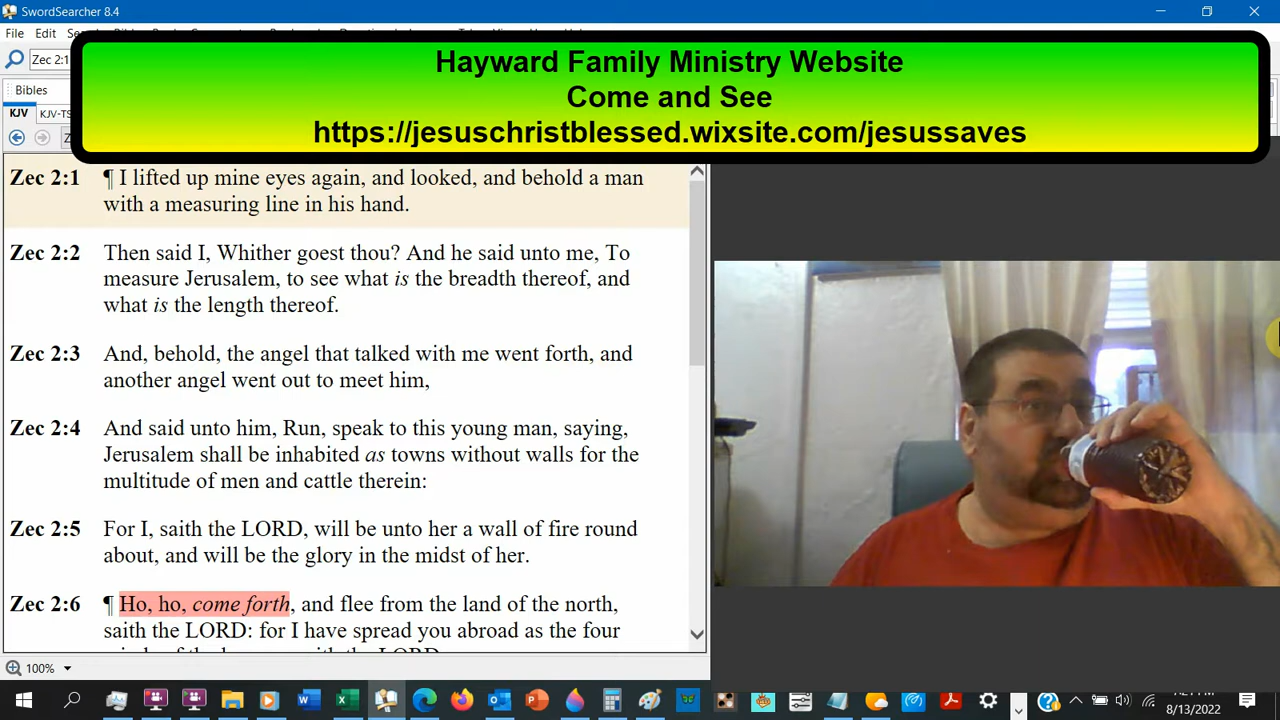 SwordSearcher 8.4
File Edit
Hayward Family Ministry Website
Come and See
https://jesuschristblessed.wixsite.com/jesussaves
Zec 2:1
Bibles
KJV KJV-TS
Zec 2:1 ¶ I lifted up mine eyes again, and looked, and behold a man
with a measuring line in his hand.
Zec 2:2 Then said I, Whither goest thou? And he said unto me, To
measure Jerusalem, to see what is the breadth thereof, and
what is the length thereof.
Zec 2:3 And, behold, the angel that talked with me went forth, and
another angel went out to meet him,
Zec 2:4 And said unto him, Run, speak to this young man, saying,
Jerusalem shall be inhabited as towns without walls for the
multitude of men and cattle therein:
Zec 2:5 For I, saith the LORD, will be unto her a wall of fire round
about, and will be the glory in the midst of her.
Zec 2:6 ¶ Ho, ho, come forth, and flee from the land of the north,
saith the LORD: for I have spread you abroad as the four
100%
8/13/2022